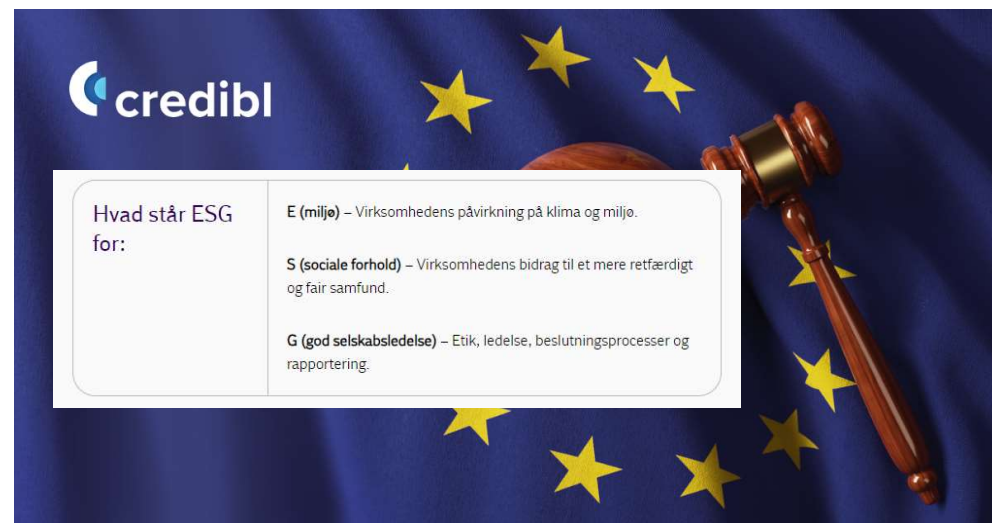 credibl
Hvad står ESG
for:
E (miljø) – Virksomhedens påvirkning på klima og miljø.
S (sociale forhold) – Virksomhedens bidrag til et mere retfærdigt
og fair samfund.
G (god selskabsledelse) – Etik, ledelse, beslutningsprocesser og
rapportering.